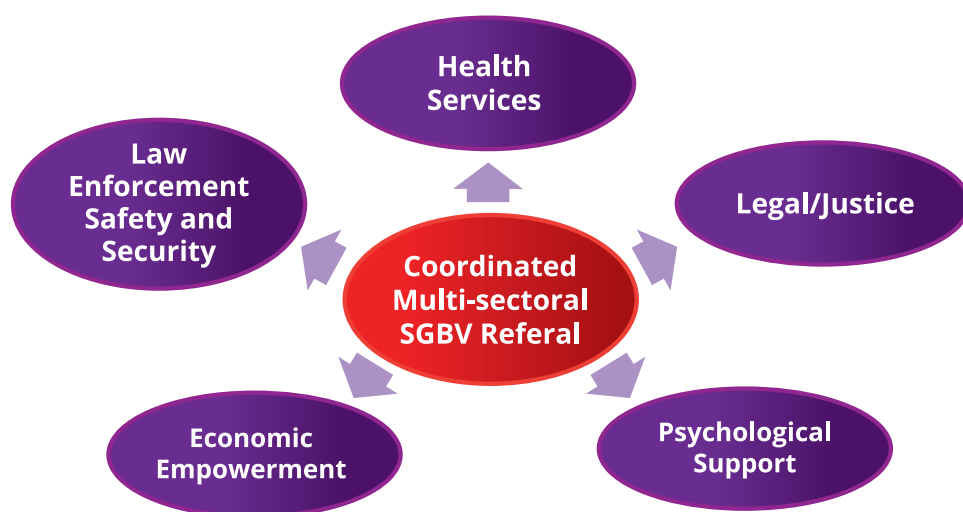 Health
Services
Law
Enforcement
Safety and
Security
Legal/Justice
Coordinated
Multi-sectoral
SGBV Referal
Economic
Empowerment
Psychological
Support